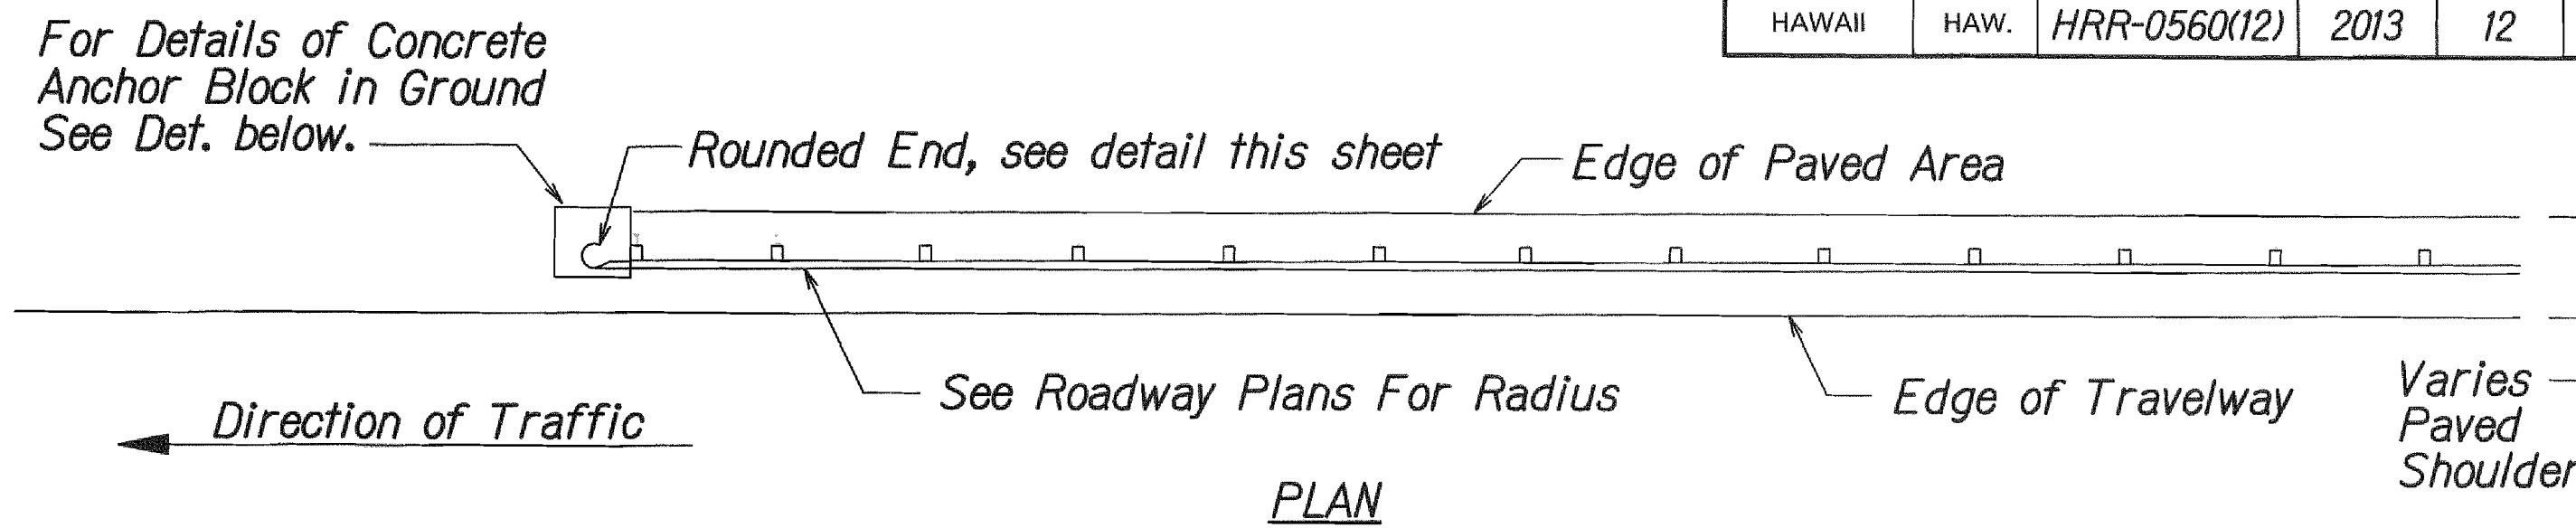 HAWAII HAW. HRR-0560(12) 2013 12
For Details of Concrete
Anchor Block in Ground
See Det. below.
Rounded End, see detail this sheet
Edge of Paved Area
See Roadway Plans For Radius
Edge of Travelway
Varies
Paved
Shoulder
Direction of Traffic
PLAN